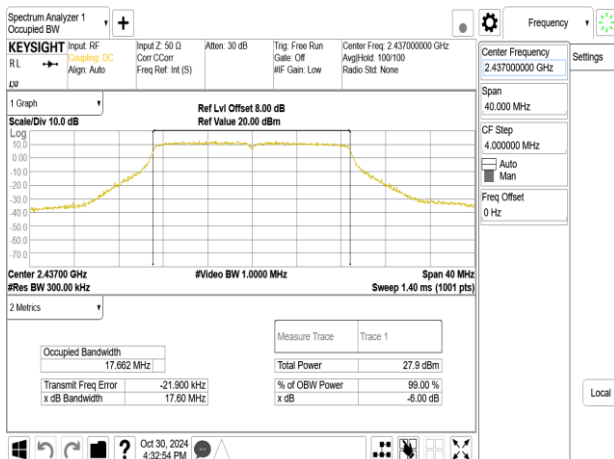 Spectrum Analyzer 1
Occupied BW
Frequency
KEYSIGHT
Input: RF
Coupling: DC
Align: Auto
Input Z: 50 Ω
Corr CCorr
Freq Ref: Int (S)
Atten: 30 dB
Trig: Free Run
Gate: Off
#IF Gain: Low
Center Freq: 2.437000000 GHz
Avg|Hold: 100/100
Radio Std: None
RL
LXI
Center Frequency
2.437000000 GHz
Settings
Span
40.000 MHz
CF Step
4.000000 MHz
Auto
Man
Freq Offset
0 Hz
1 Graph
Ref Lvl Offset 8.00 dB
Scale/Div 10.0 dB
Ref Value 20.00 dBm
Log
10.0
0.00
-10.0
-20.0
-30.0
-40.0
-50.0
-60.0
-70.0
Center 2.43700 GHz
#Video BW 1.0000 MHz
Span 40 MHz
#Res BW 300.00 kHz
Sweep 1.40 ms (1001 pts)
2 Metrics
Measure Trace
Trace 1
Occupied Bandwidth
17.662 MHz
Total Power
27.9 dBm
Transmit Freq Error
-21.900 kHz
% of OBW Power
99.00 %
x dB Bandwidth
17.60 MHz
x dB
-6.00 dB
Local
Oct 30, 2024
4:32:54 PM